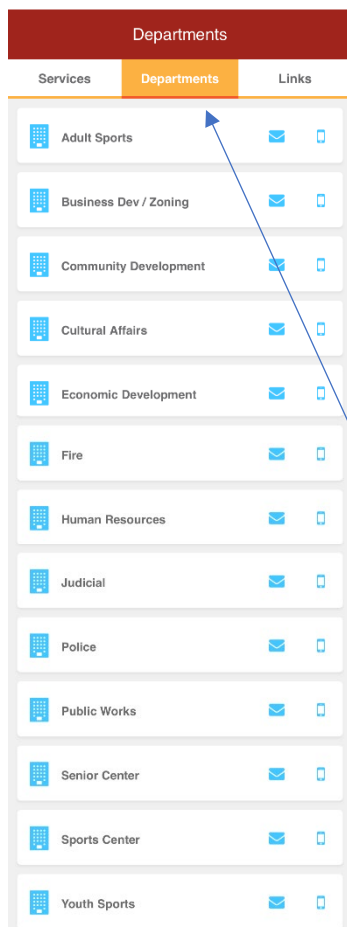 Departments
Services Departments Links
Adult Sports
Business Dev / Zoning
Community Development
Cultural Affairs
Economic Development
Fire
Human Resources
Judicial
Police
Public Works
Senior Center
Sports Center
Youth Sports